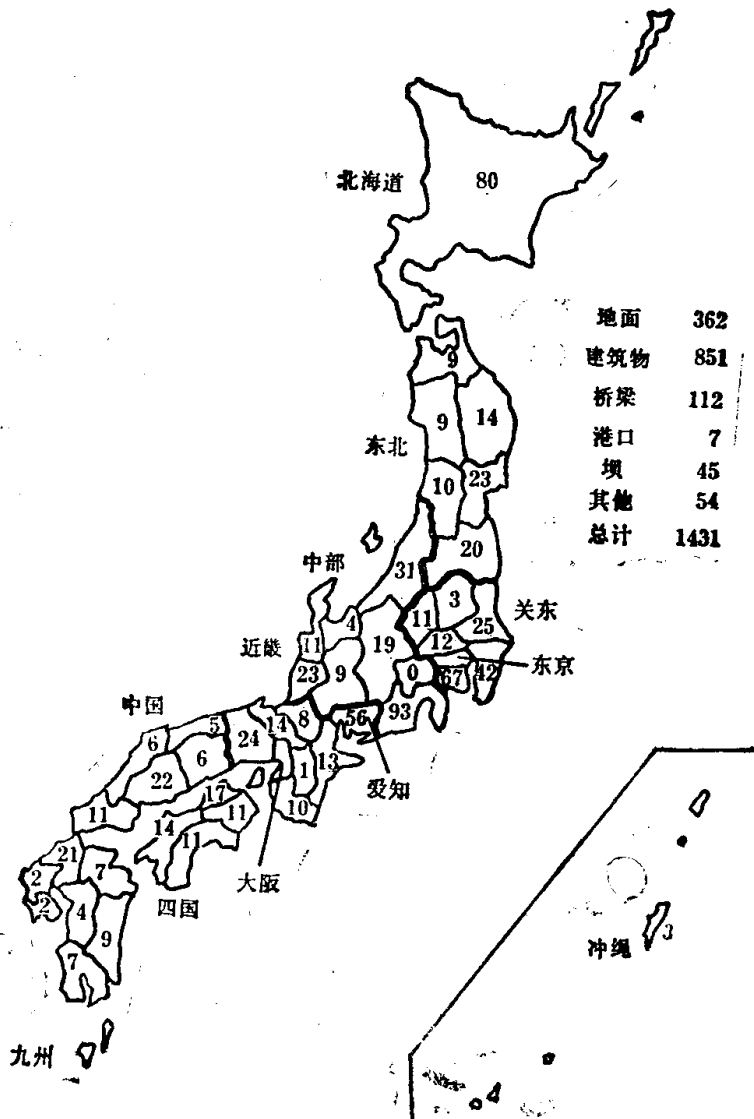 北海道
80
地面 362
建筑物 851
桥梁 112
港口 7
坝 45
其他 54
总计 1431
9
9
14
东北
10
23
20
中部
31
3
关东
11
25
4
12
近畿
11
19
东京
23
9
0
67
42
中国
93
5
8
56
14
6
24
6
13
1
22
爱知
17
10
11
11
14
11
21
大阪
7
2
四国
2
4
9
7
冲绳
3
九州